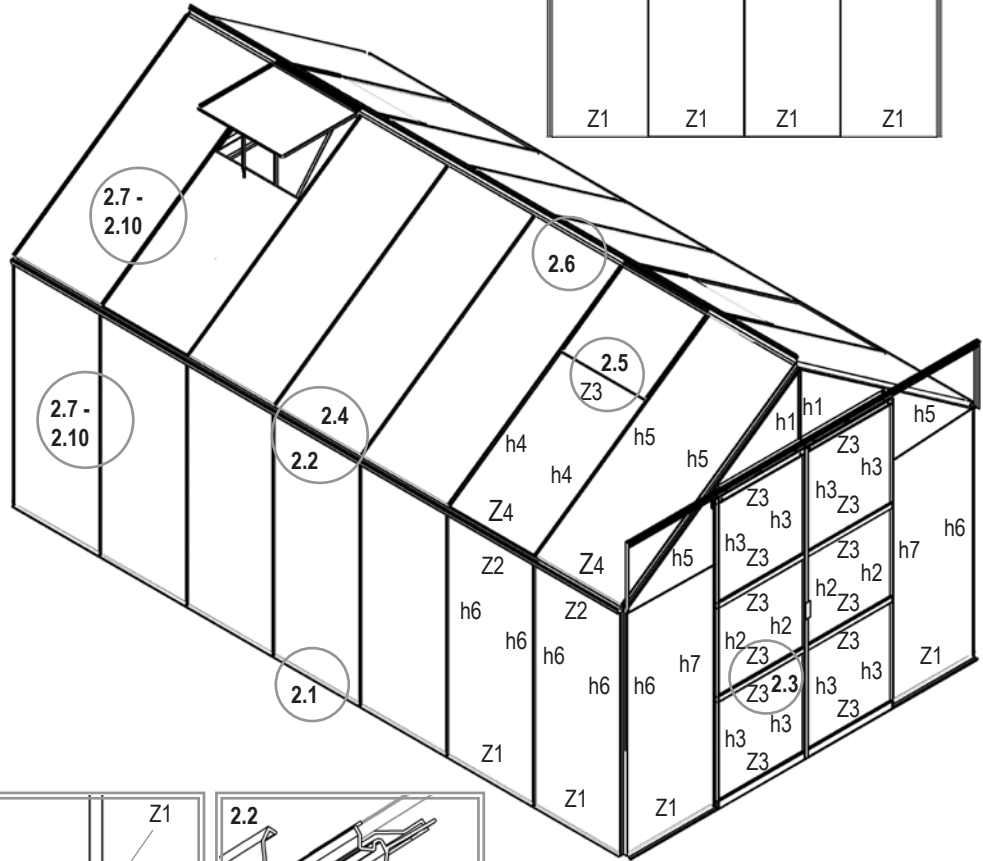 Z1 Z1 Z1 Z1
2.7 -
2.10
2.6
2.5
Z3
h1 h1
h5
h4 h5 h5
h4
Z4
Z4
2.4
2.2
2.7 -
2.10
Z3
h3
Z3 h3
h3 Z3
h3
Z3
Z3
h2
h2 Z3
Z3
h2 h2
Z3
Z3
h3
h3
Z3
Z3 2.3
h3
h3
Z3
h5
h7
h6
Z1
h5
h7
h6
Z1
Z2
Z2
h6
h6 h6
h6
Z1
Z1
2.1
Z1
2.2